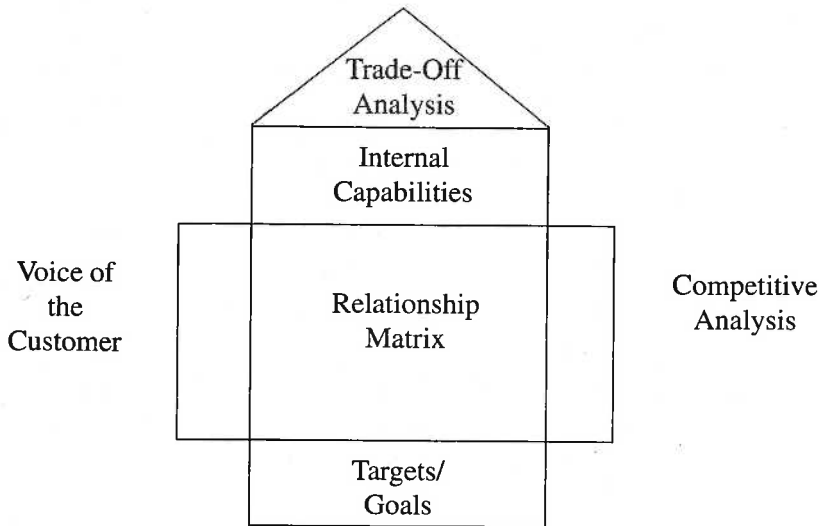 Trade-Off
Analysis
Internal
Capabilities
Voice of
the
Customer
Relationship
Matrix
Competitive
Analysis
Targets/
Goals